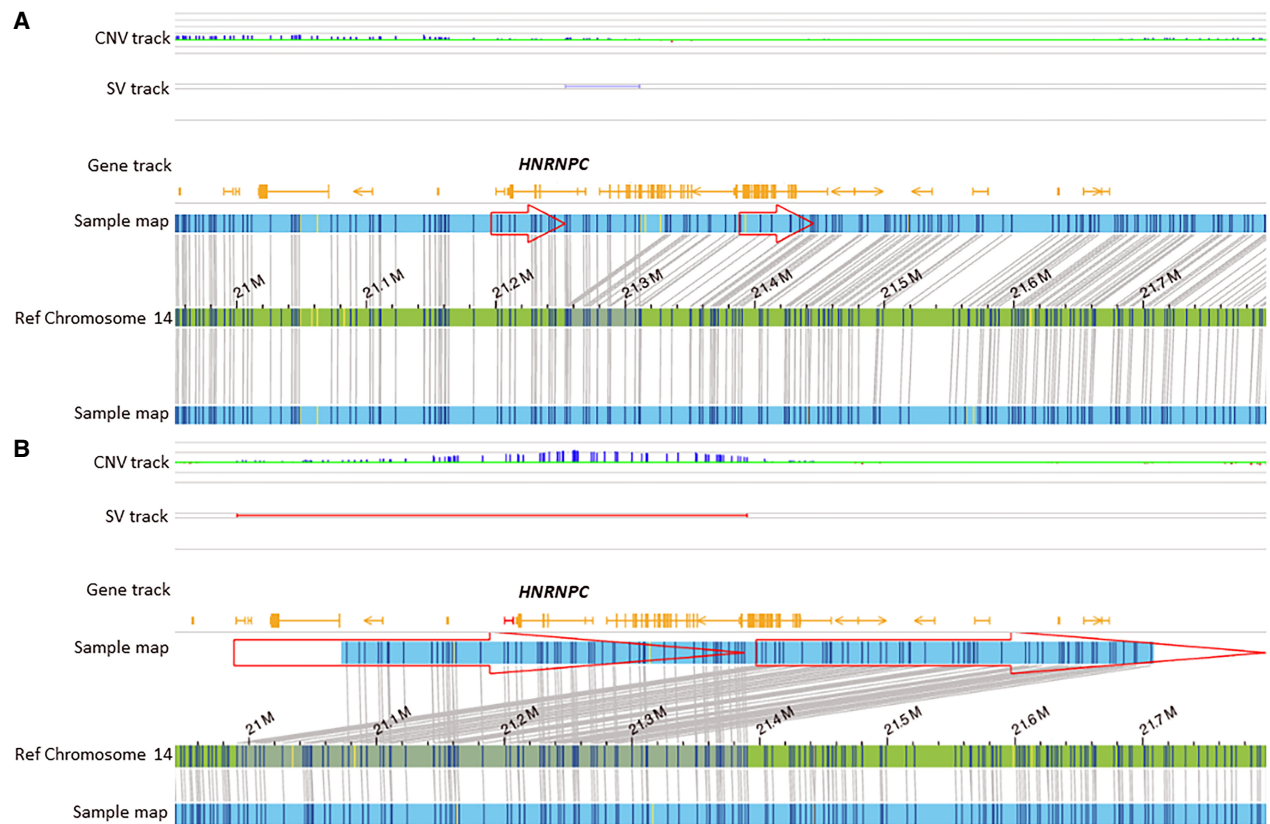 A
CNV track
SV track
Gene track
HNRNPC
Sample map
21 M
21.1 M
21.2 M
21.3 M
21.4 M
21.5 M
21.6 M
21.7 M
Ref Chromosome 14
Sample map
B
CNV track
SV track
Gene track
HNRNPC
Sample map
21 M
21.1 M
21.2 M
21.3 M
21.4 M
21.5 M
21.6 M
21.7 M
Ref Chromosome 14
Sample map